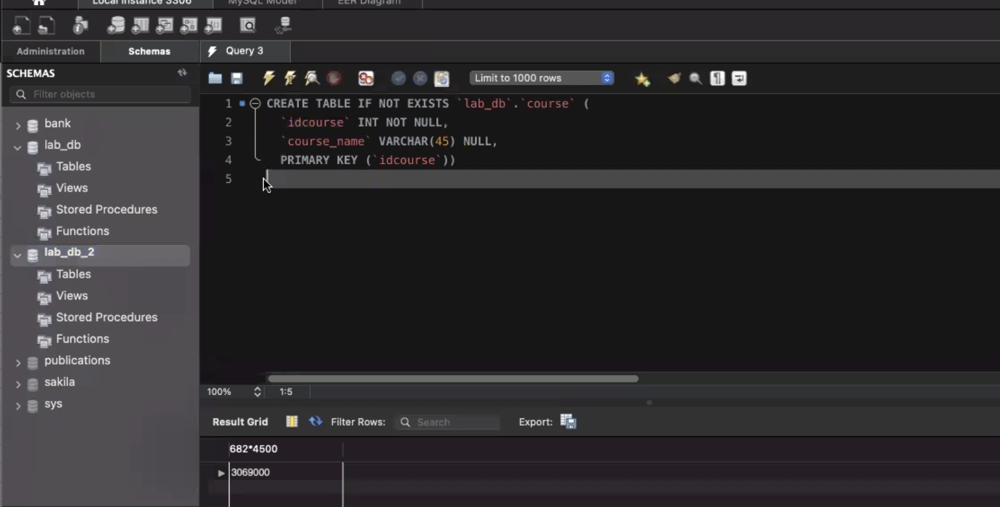 Local instance 3306
MySQL Model*
EER Diagram
Administration
Schemas
Query 3
SCHEMAS
Filter objects
bank
lab_db
Tables
Views
Stored Procedures
Functions
lab_db_2
Tables
Views
Stored Procedures
Functions
publications
sakila
sys
Limit to 1000 rows
1 CREATE TABLE IF NOT EXISTS `lab_db`.`course` (
2 `idcourse` INT NOT NULL,
3 `course_name` VARCHAR(45) NULL,
4 PRIMARY KEY (`idcourse`))
5
100%
1:5
Result Grid
Filter Rows:
Search
Export:
682*4500
3069000